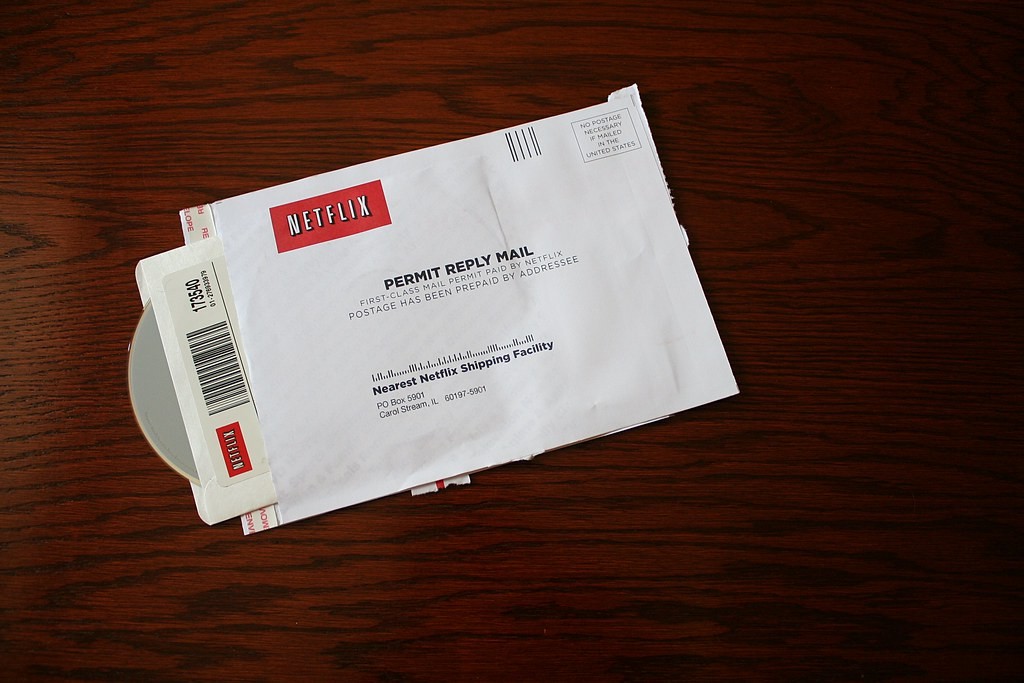 NO POSTAGE
NECESSARY
IF MAILED
IN THE
UNITED STATES
NETFLIX
PERMIT REPLY MAIL
FIRST-CLASS MAIL PERMIT PAID BY NETFLIX
POSTAGE HAS BEEN PREPAID BY ADDRESSEE
Nearest Netflix Shipping Facility
PO Box 5901
Carol Stream, IL 60197-5901
173540
NETFLIX
ELOPE